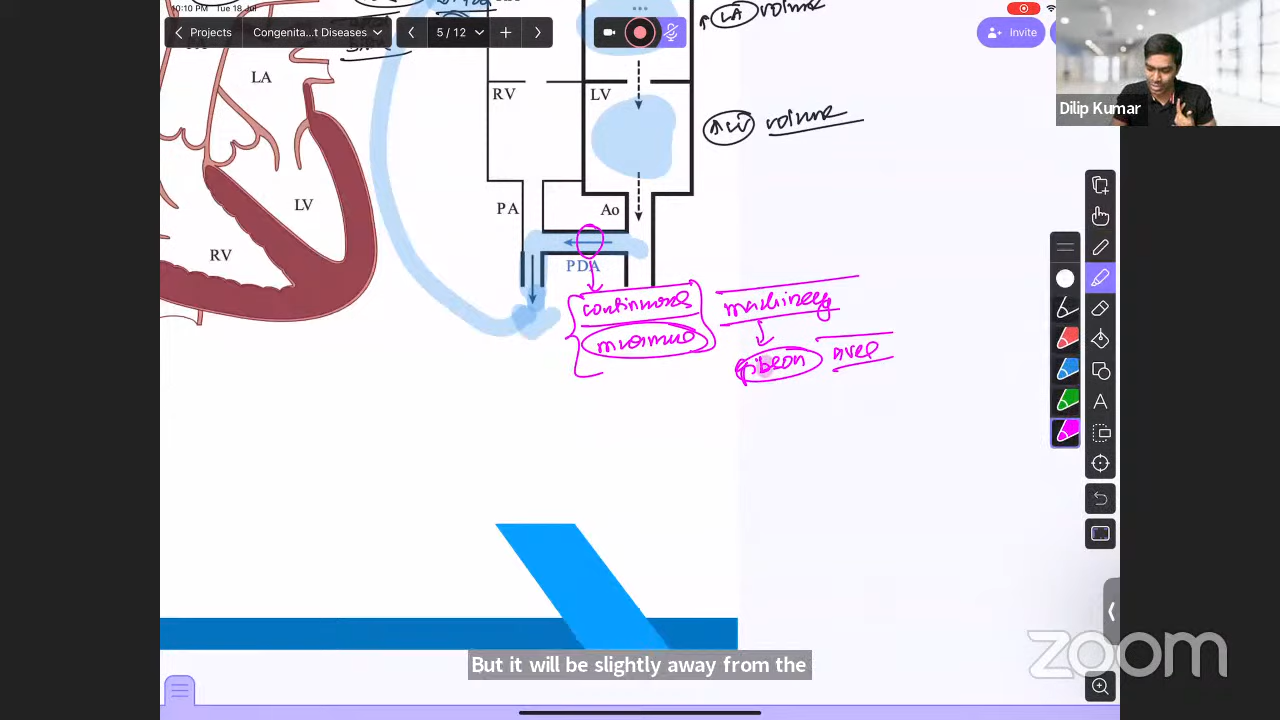 10:10 PM Tue 18 Jul
↑ LA volume
Projects
Congenita...t Diseases
5 / 12
Invite
LA
RV
LV
Dilip Kumar
↑ LV volume
LV
PA
Ao
RV
PDA
continuous
machinery
murmur
gibson area
But it will be slightly away from the
zoom